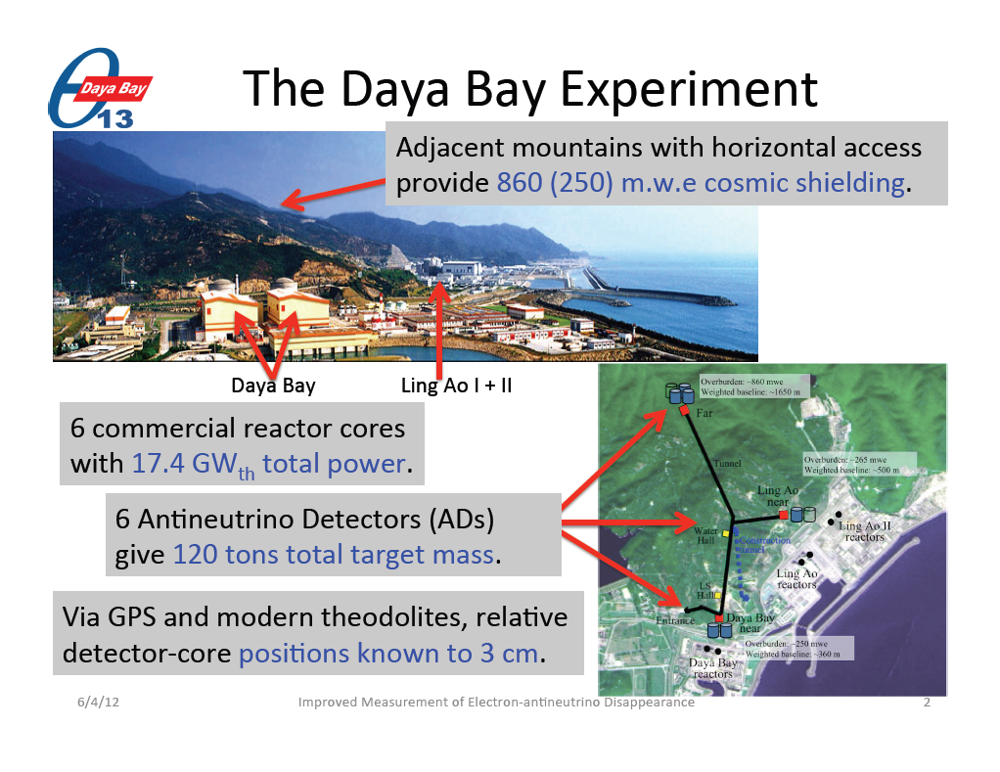 The Daya Bay Experiment
θ
Daya Bay
13
Adjacent mountains with horizontal access
provide 860 (250) m.w.e cosmic shielding.
Daya Bay
Ling Ao I + II
6 commercial reactor cores
with 17.4 GWth total power.
6 Antineutrino Detectors (ADs)
give 120 tons total target mass.
Via GPS and modern theodolites, relative
detector-core positions known to 3 cm.
Overburden: ~860 mwe
Weighted baseline: ~1650 m
Far
Tunnel
Overburden: ~265 mwe
Weighted baseline: ~500 m
Ling Ao
near
Ling Ao II
reactors
Water
Hall
Construction
tunnel
Ling Ao
reactors
LS
Hall
Entrance
Daya Bay
near
Overburden: ~250 mwe
Weighted baseline: ~360 m
Daya Bay
reactors
6/4/12
Improved Measurement of Electron-antineutrino Disappearance
2